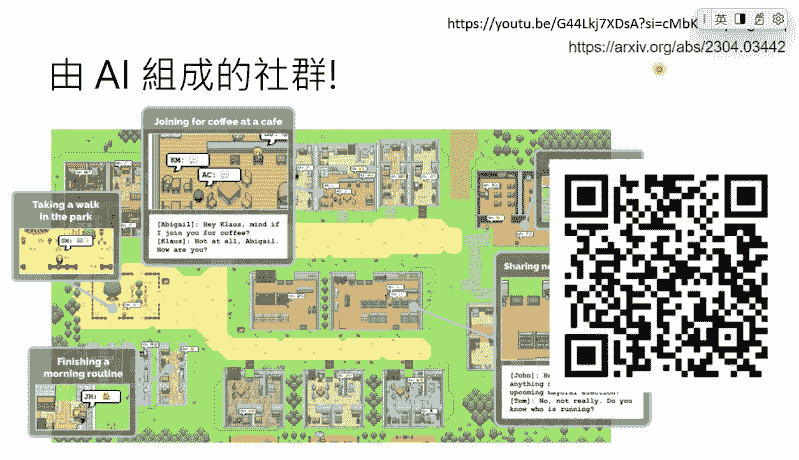 https://youtu.be/G44Lkj7XDsA?si=cMbK
英
https://arxiv.org/abs/2304.03442
由 AI 組成的社群!
Joining for coffee at a cafe
KM:
AC:
[Abigail]: Hey Klaus, mind if
I join you for coffee?
[Klaus]: Not at all, Abigail.
How are you?
Taking a walk
in the park
SM:
Sharing
[John]:
anything
upcoming mayoral election?
[Tom]: No, not really. Do you
know who is running?
Finishing a
morning routine
JM: